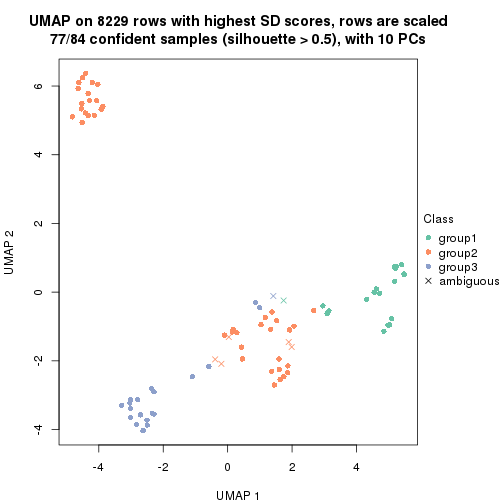 UMAP on 8229 rows with highest SD scores, rows are scaled
77/84 confident samples (silhouette > 0.5), with 10 PCs
UMAP 2
6
4
2
0
-2
-4
-4
-2
0
2
4
UMAP 1
Class
group1
group2
group3
ambiguous